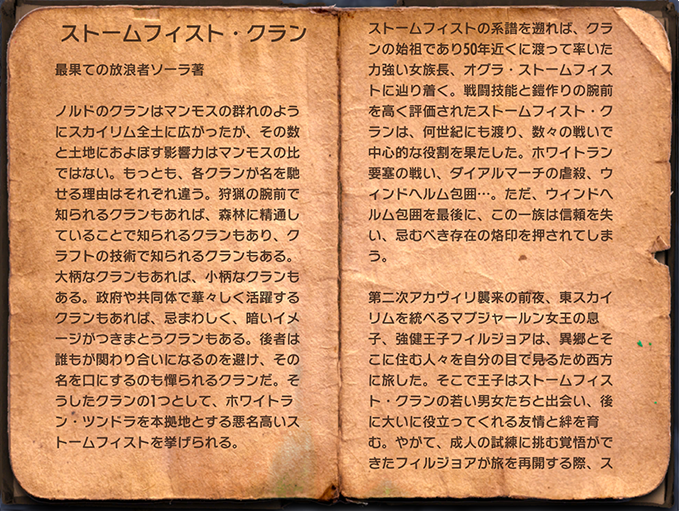 ストームフィスト・クラン
最果ての放浪者ソーラ著
ノルドのクランはマンモスの群れのよう
にスカイリム全土に広がったが、その数
と土地におよぼす影響力はマンモスの比
ではない。もっとも、各クランが名を馳
せる理由はそれぞれ違う。狩猟の腕前で
知られるクランもあれば、森林に精通し
ていることで知られるクランもあり、ク
ラフトの技術で知られるクランもある。
大柄なクランもあれば、小柄なクランも
ある。政府や共同体で華々しく活躍する
クランもあれば、忌まわしく、暗いイメ
ージがつきまとうクランもある。後者は
誰もが関わり合いになるのを避け、その
名を口にするのも憚られるクランだ。そ
うしたクランの1つとして、ホワイトラ
ン・ツンドラを本拠地とする悪名高いス
トームフィストを挙げられる。
ストームフィストの系譜を遡れば、クラ
ンの始祖であり50年近くに渡って率いた
力強い女族長、オグラ・ストームフィス
トに辿り着く。戦闘技能と鎧作りの腕前
を高く評価されたストームフィスト・ク
ランは、何世紀にも渡り、数々の戦いで
中心的な役割を果たした。ホワイトラン
要塞の戦い、ダイアルマーチの虐殺、ウ
ィンドヘルム包囲…。ただ、ウィンドヘ
ルム包囲を最後に、この一族は信頼を失
い、忌むべき存在の烙印を押されてしま
う。
第二次アカヴィリ襲来の前夜、東スカイ
リムを統べるマブジャールン女王の息
子、強健王子フィルジョアは、異郷とそ
こに住む人々を自分の目で見るため西方
に旅した。そこで王子はストームフィス
ト・クランの若い男女たちと出会い、後
に大いに役立ってくれる友情と絆を育
む。やがて、成人の試練に挑む覚悟がで
きたフィルジョアが旅を再開する際、ス